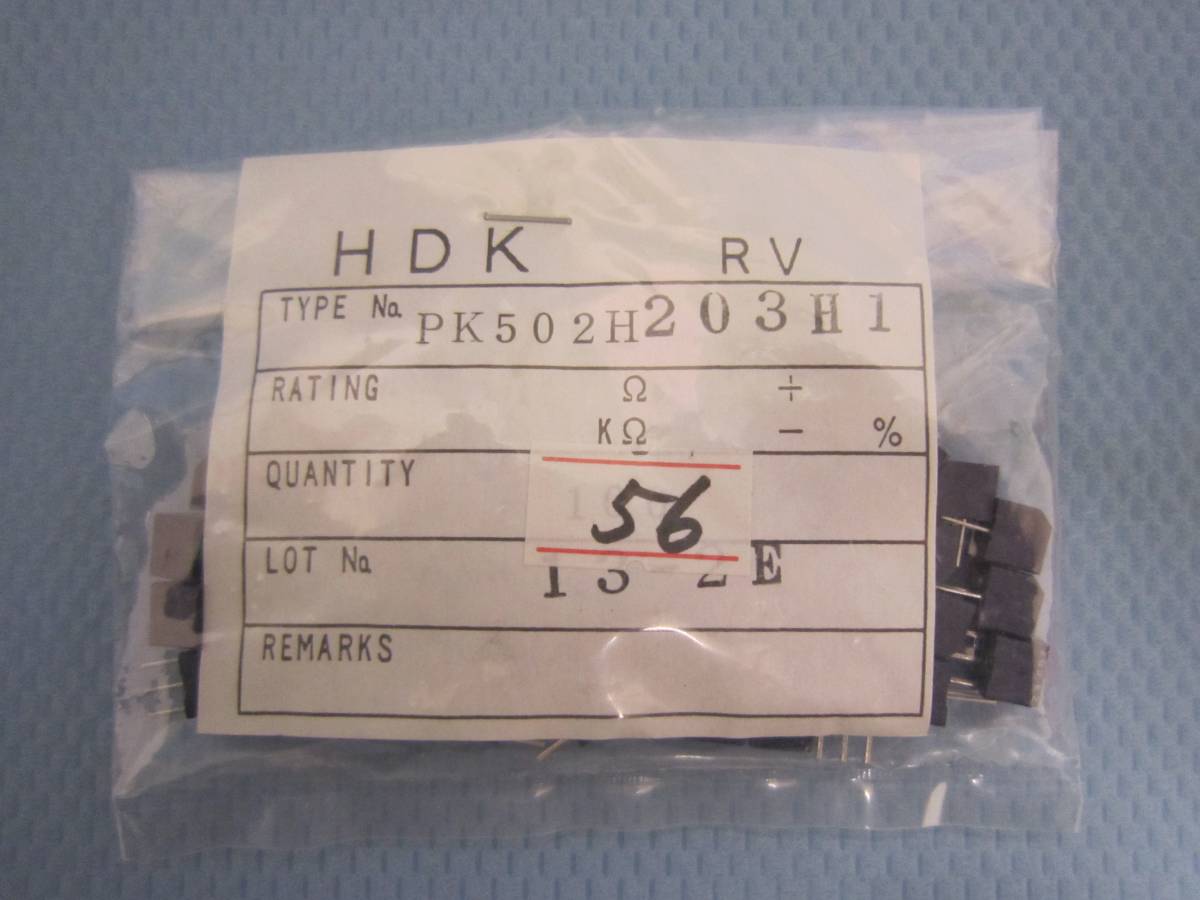 HDK RV
TYPE No. PK502H203H1
RATING Ω +
KΩ - %
QUANTITY 56
LOT No. E
REMARKS